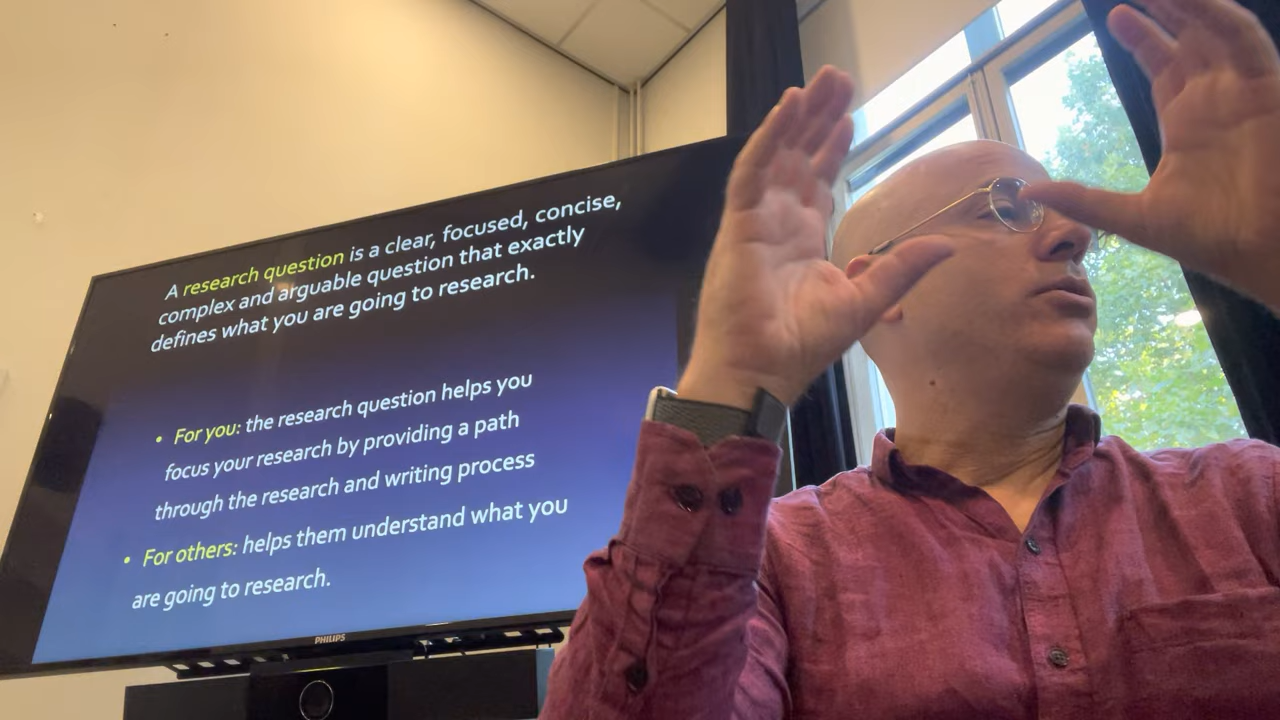 A research question is a clear, focused, concise,
complex and arguable question that exactly
defines what you are going to research.
• For you: the research question helps you
focus your research by providing a path
through the research and writing process
• For others: helps them understand what you
are going to research.
PHILIPS